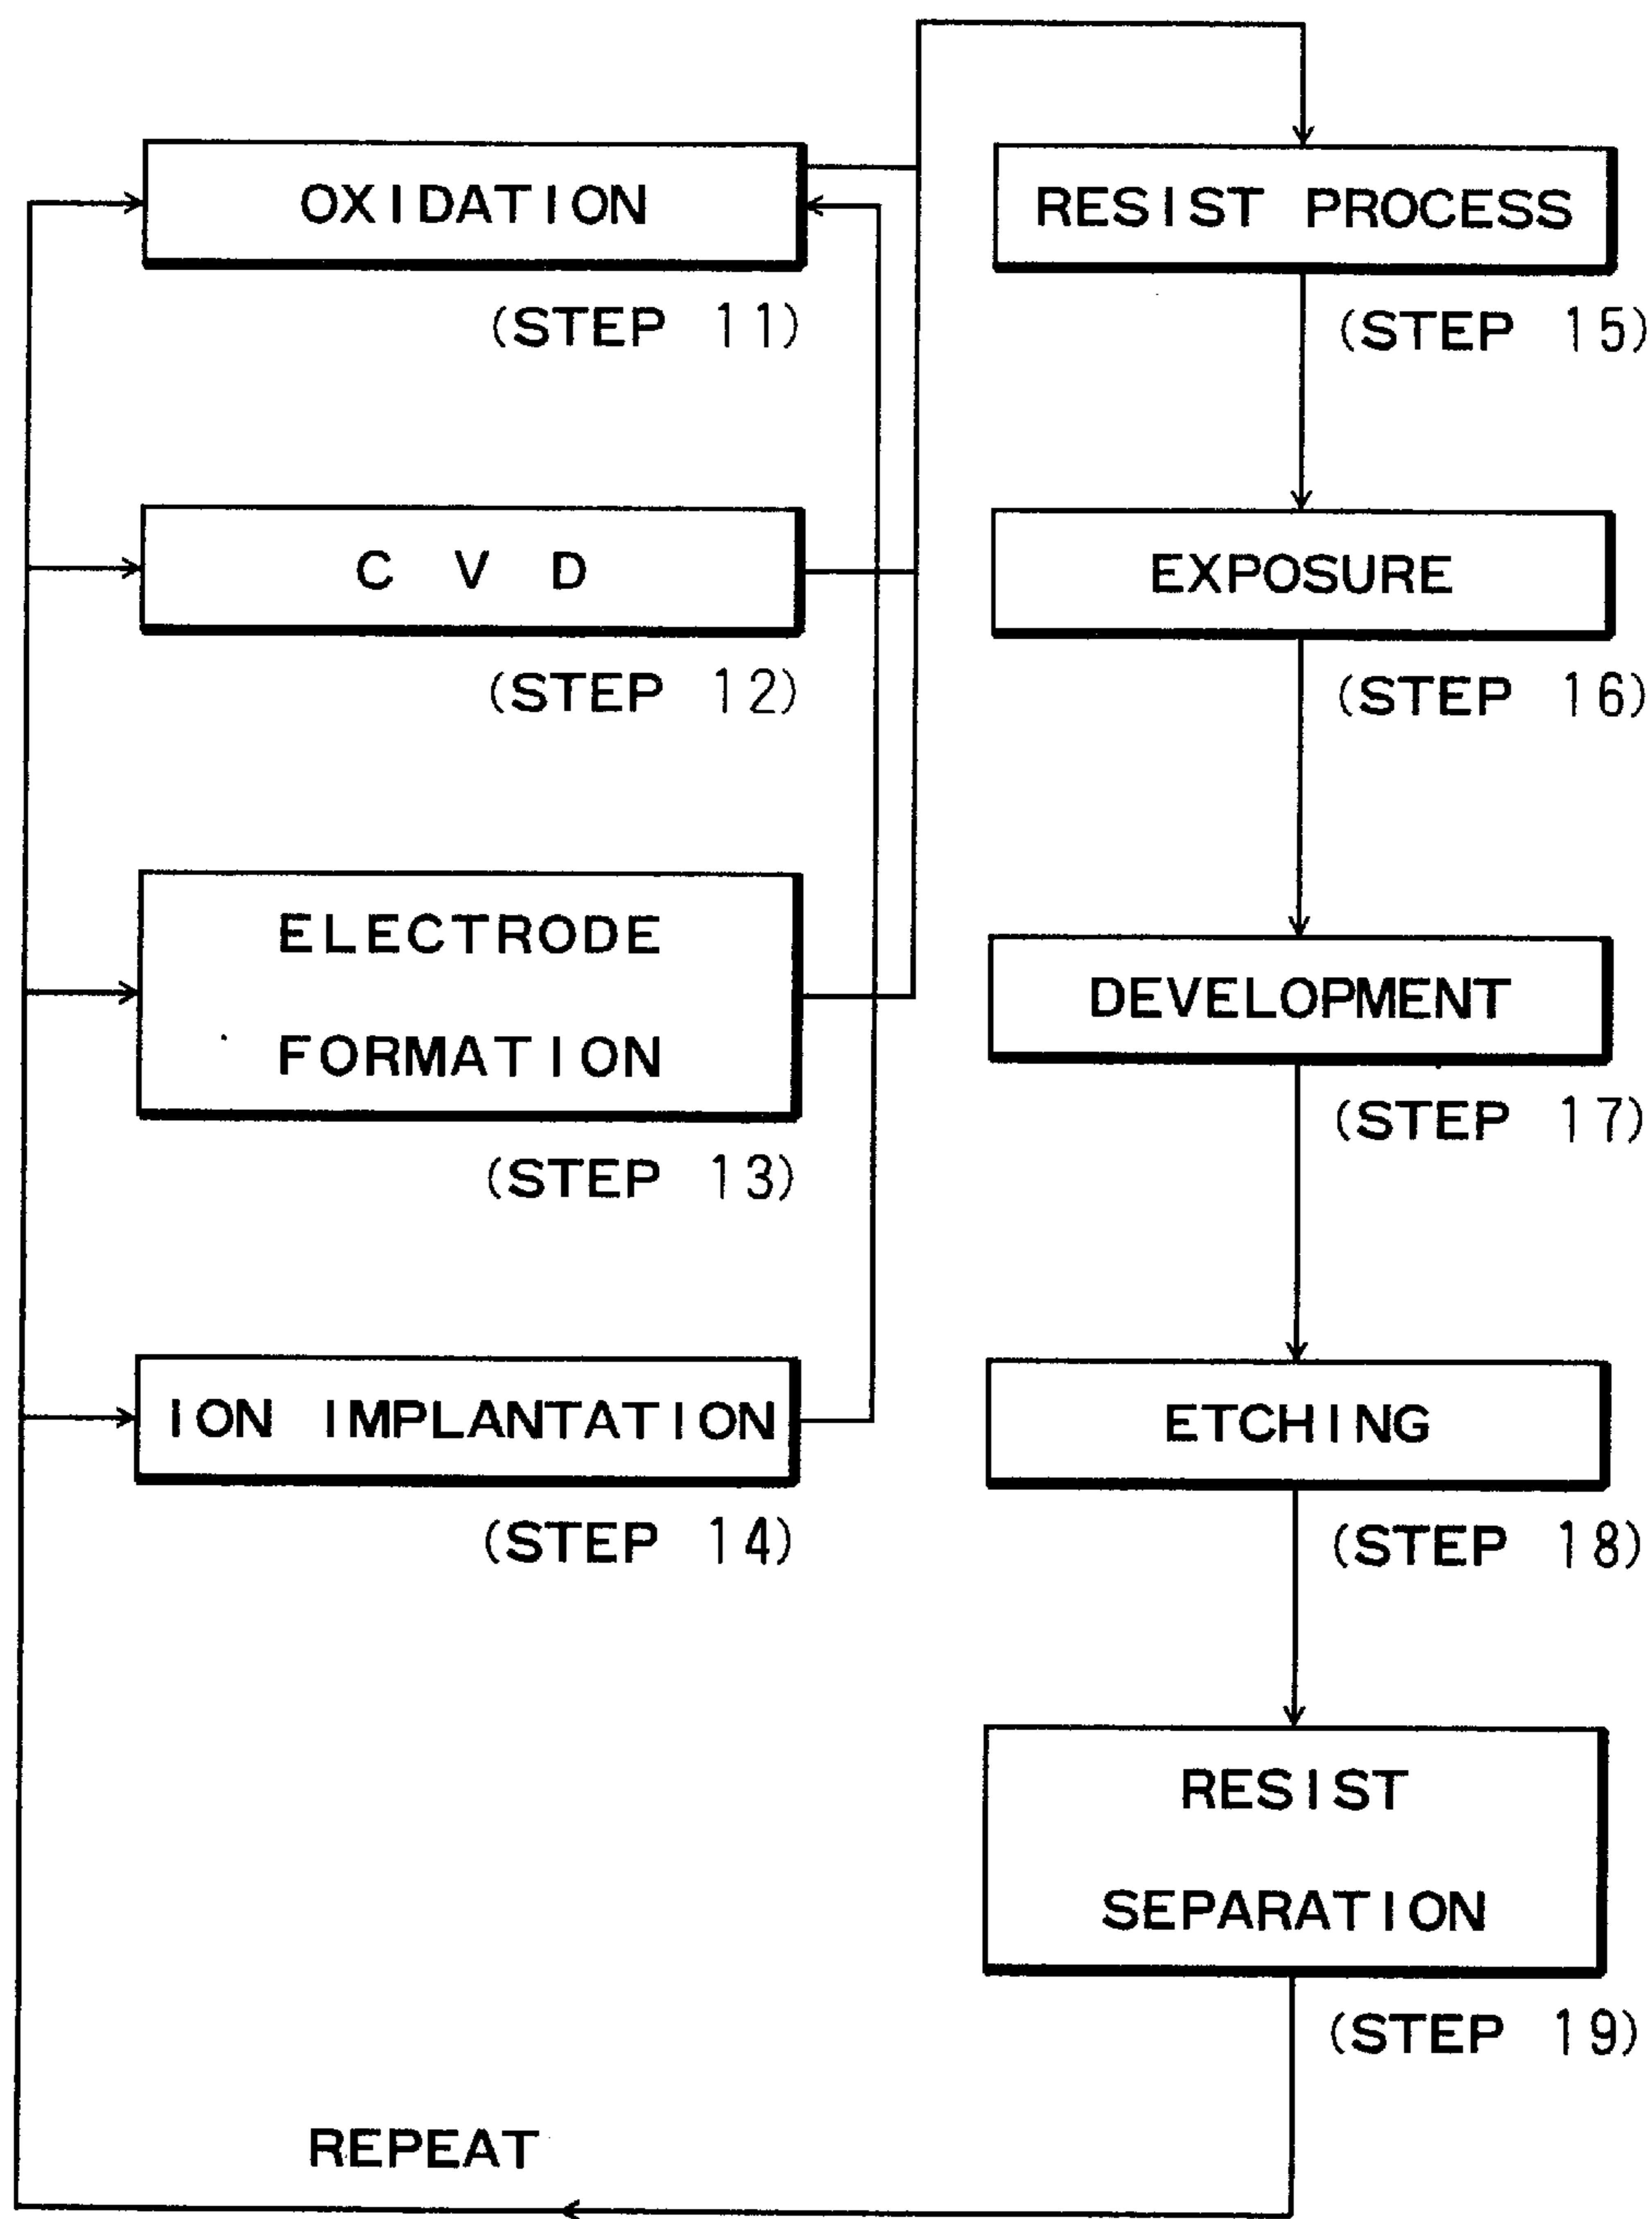 OXIDATION
(STEP 11)
CVD
(STEP 12)
ELECTRODE
FORMATION
(STEP 13)
ION IMPLANTATION
(STEP 14)
RESIST PROCESS
(STEP 15)
EXPOSURE
(STEP 16)
DEVELOPMENT
(STEP 17)
ETCHING
(STEP 18)
RESIST
SEPARATION
(STEP 19)
REPEAT